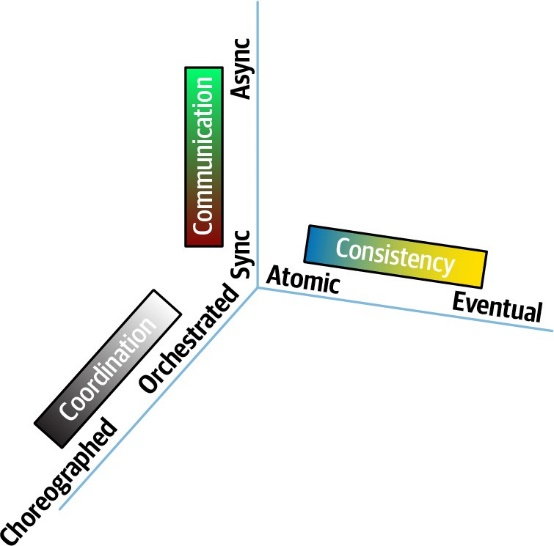 Async
Communication
Sync
Consistency
Atomic
Eventual
Orchestrated
Coordination
Choreographed